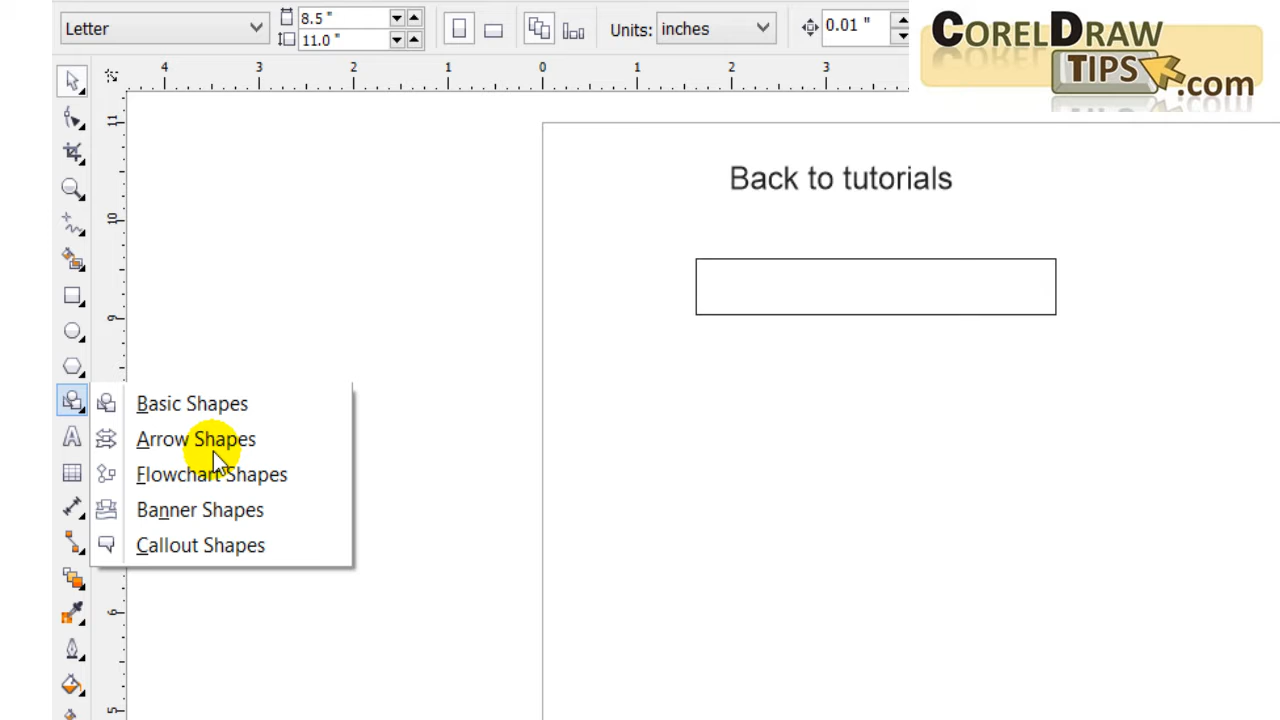 Letter
8.5 "
11.0 "
Units: inches
0.01 "
CORELDRAW
TIPS.com
4 3 2 1 0 1 2 3
11
10
9
6
5
Back to tutorials
Basic Shapes
Arrow Shapes
Flowchart Shapes
Banner Shapes
Callout Shapes